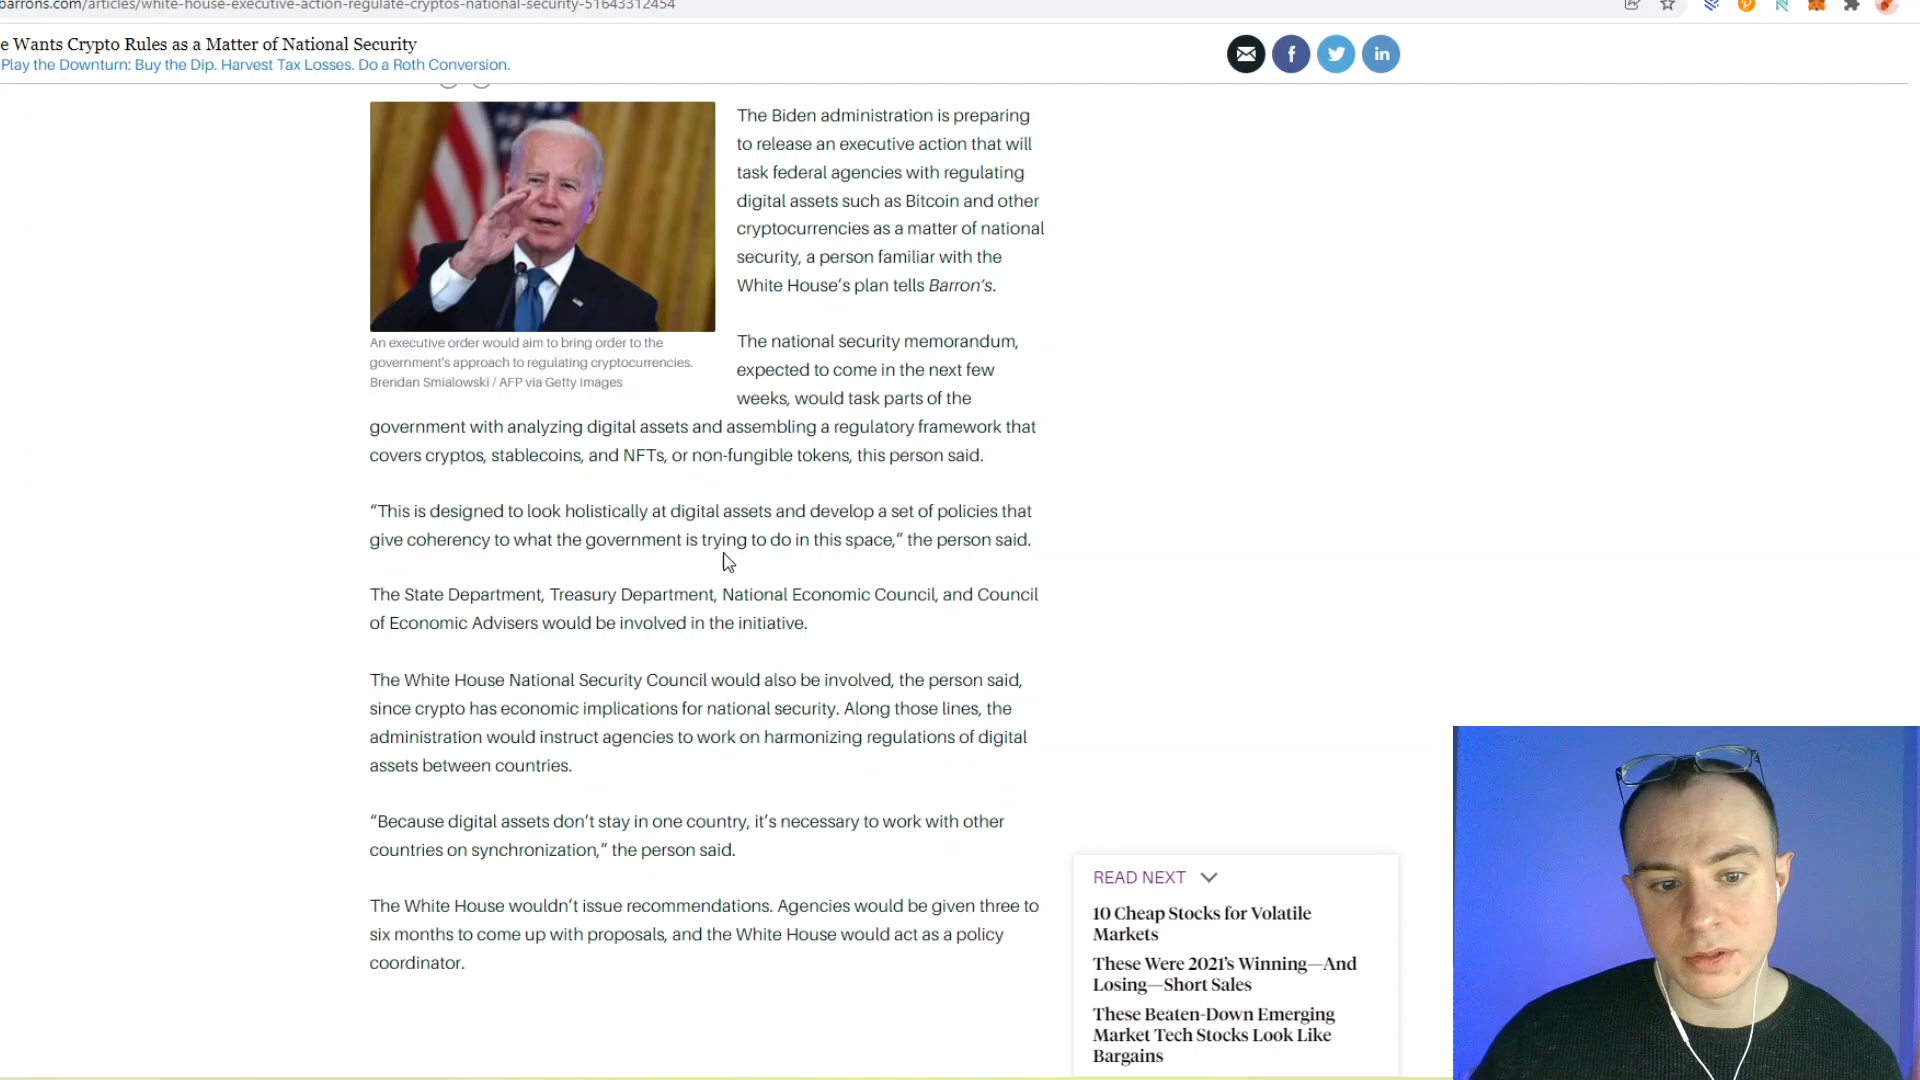 barrons.com/articles/white-house-executive-action-regulate-cryptos-national-security-51643312454
e Wants Crypto Rules as a Matter of National Security
Play the Downturn: Buy the Dip. Harvest Tax Losses. Do a Roth Conversion.
The Biden administration is preparing
to release an executive action that will
task federal agencies with regulating
digital assets such as Bitcoin and other
cryptocurrencies as a matter of national
security, a person familiar with the
White House’s plan tells Barron’s.
An executive order would aim to bring order to the
government's approach to regulating cryptocurrencies.
Brendan Smialowski / AFP via Getty Images
The national security memorandum,
expected to come in the next few
weeks, would task parts of the
government with analyzing digital assets and assembling a regulatory framework that
covers cryptos, stablecoins, and NFTs, or non-fungible tokens, this person said.
“This is designed to look holistically at digital assets and develop a set of policies that
give coherency to what the government is trying to do in this space,” the person said.
The State Department, Treasury Department, National Economic Council, and Council
of Economic Advisers would be involved in the initiative.
The White House National Security Council would also be involved, the person said,
since crypto has economic implications for national security. Along those lines, the
administration would instruct agencies to work on harmonizing regulations of digital
assets between countries.
“Because digital assets don’t stay in one country, it’s necessary to work with other
countries on synchronization,” the person said.
The White House wouldn’t issue recommendations. Agencies would be given three to
six months to come up with proposals, and the White House would act as a policy
coordinator.
READ NEXT
10 Cheap Stocks for Volatile
Markets
These Were 2021’s Winning—And
Losing—Short Sales
These Beaten-Down Emerging
Market Tech Stocks Look Like
Bargains